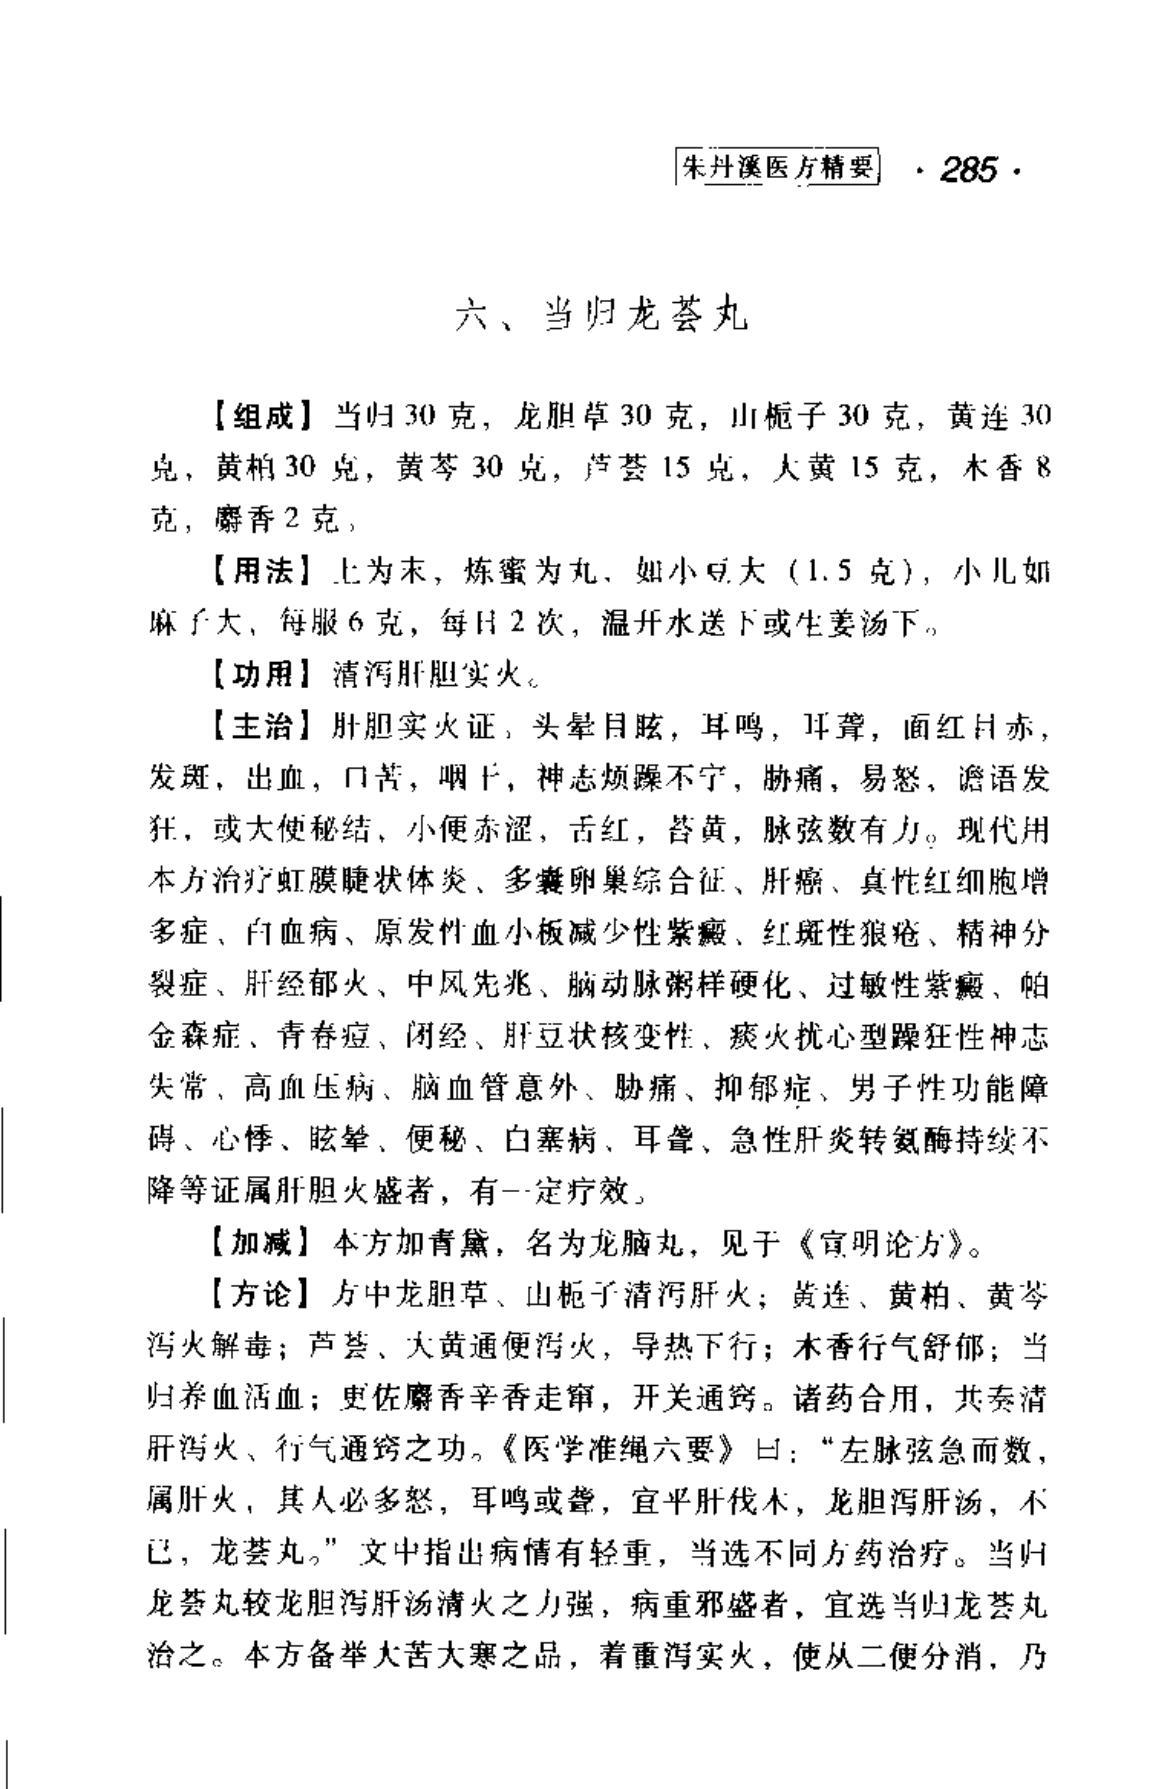 朱丹溪医方精要 ·285·
六、当归龙荟丸
【组成】当归30克，龙胆草30克，山栀子30克，黄连30
克，黄柏30克，黄芩30克，芦荟15克，大黄15克，木香8
克，麝香2克。
【用法】上为末，炼蜜为丸，如小豆大（1.5克），小儿如
麻子大，每服6克，每日2次，温开水送下或生姜汤下。
【功用】清泻肝胆实火。
【主治】肝胆实火证。头晕目眩，耳鸣，耳聋，面红目赤，
发斑，出血，口苦，咽干，神志烦躁不宁，胁痛，易怒，谵语发
狂，或大便秘结，小便赤涩，舌红，苔黄，脉弦数有力。现代用
本方治疗虹膜睫状体炎、多囊卵巢综合征、肝癌、真性红细胞增
多症、白血病、原发性血小板减少性紫癜、红斑性狼疮、精神分
裂症、肝经郁火、中风先兆、脑动脉粥样硬化、过敏性紫癜、帕
金森症、青春痘、闭经、肝豆状核变性、痰火扰心型躁狂性神志
失常、高血压病、脑血管意外、胁痛、抑郁症、男子性功能障
碍、心悸、眩晕、便秘、白塞病、耳聋、急性肝炎转氨酶持续不
降等证属肝胆火盛者，有一定疗效。
【加减】本方加青黛，名为龙脑丸，见于《宣明论方》。
【方论】方中龙胆草、山栀子清泻肝火；黄连、黄柏、黄芩
泻火解毒；芦荟、大黄通便泻火，导热下行；木香行气舒郁；当
归养血活血；更佐麝香辛香走窜，开关通窍。诸药合用，共奏清
肝泻火、行气通窍之功。《医学准绳六要》曰：“左脉弦急而数，
属肝火，其人必多怒，耳鸣或聋，宜平肝伐木，龙胆泻肝汤，不
已，龙荟丸。”文中指出病情有轻重，当选不同方药治疗。当归
龙荟丸较龙胆泻肝汤清火之力强，病重邪盛者，宜选当归龙荟丸
治之。本方备举大苦大寒之品，着重泻实火，使从二便分消，乃